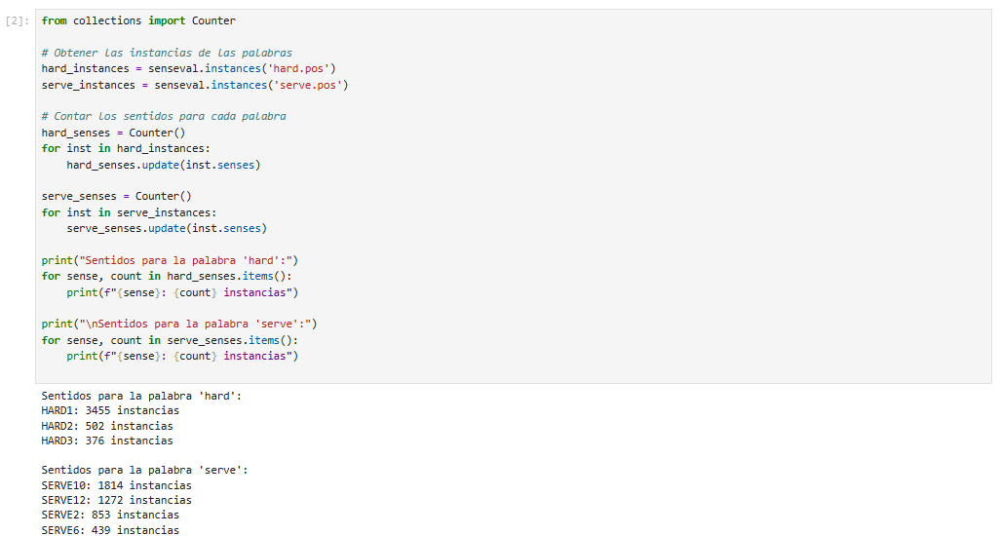 [2]:
from collections import Counter
# Obtener las instancias de las palabras
hard_instances = senseval.instances('hard.pos')
serve_instances = senseval.instances('serve.pos')
# Contar los sentidos para cada palabra
hard_senses = Counter()
for inst in hard_instances:
    hard_senses.update(inst.senses)
serve_senses = Counter()
for inst in serve_instances:
    serve_senses.update(inst.senses)
print("Sentidos para la palabra 'hard':")
for sense, count in hard_senses.items():
    print(f"{sense}: {count} instancias")
print("\nSentidos para la palabra 'serve':")
for sense, count in serve_senses.items():
    print(f"{sense}: {count} instancias")
Sentidos para la palabra 'hard':
HARD1: 3455 instancias
HARD2: 502 instancias
HARD3: 376 instancias
Sentidos para la palabra 'serve':
SERVE10: 1814 instancias
SERVE12: 1272 instancias
SERVE2: 853 instancias
SERVE6: 439 instancias